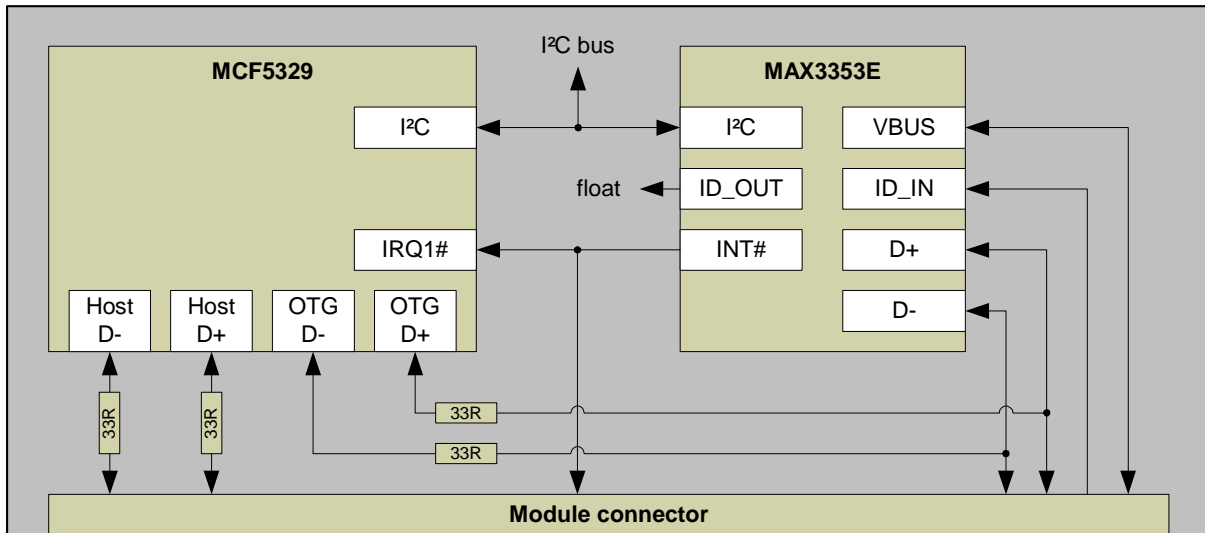 I²C bus
MCF5329
MAX3353E
I²C
I²C
VBUS
float
ID_OUT
ID_IN
IRQ1#
INT#
D+
Host
D-
Host
D+
OTG
D-
OTG
D+
D-
33R
33R
33R
33R
Module connector